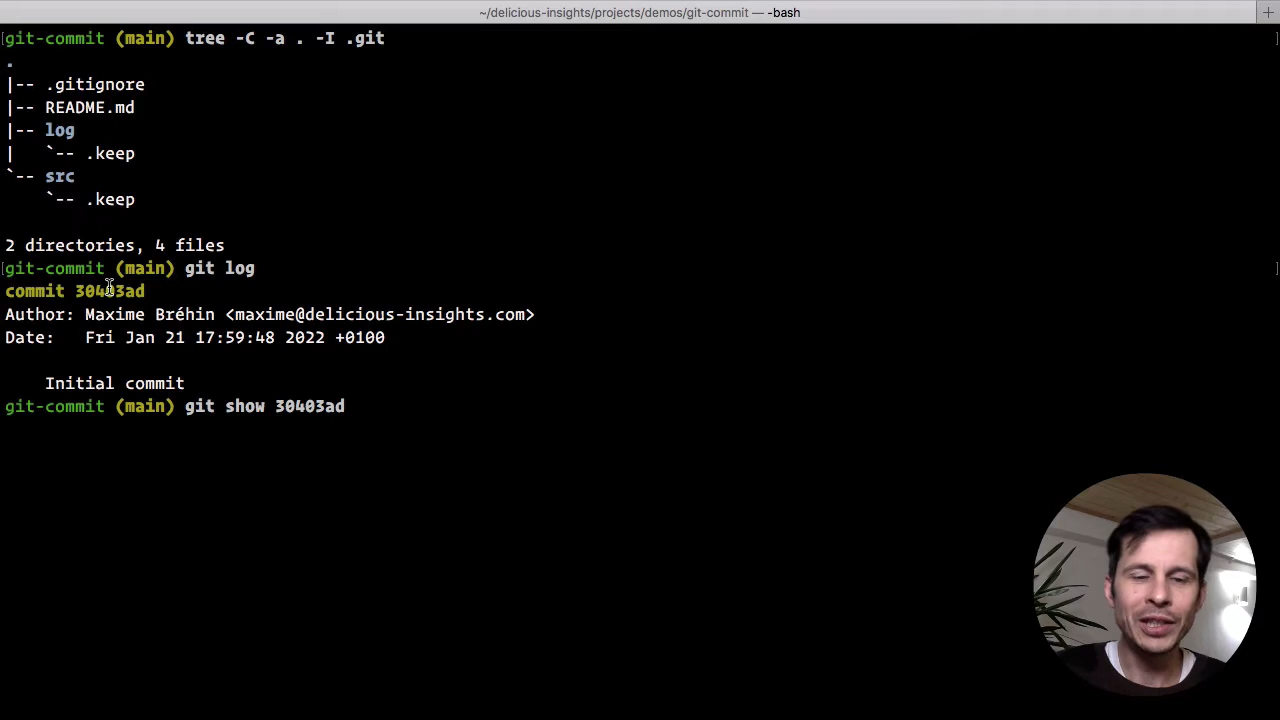 ~/delicious-insights/projects/demos/git-commit — -bash
git-commit (main) tree -C -a . -I .git
.
|-- .gitignore
|-- README.md
|-- log
|   `-- .keep
`-- src
    `-- .keep
2 directories, 4 files
git-commit (main) git log
commit 30403ad
Author: Maxime Bréhin <maxime@delicious-insights.com>
Date:   Fri Jan 21 17:59:48 2022 +0100
    Initial commit
git-commit (main) git show 30403ad